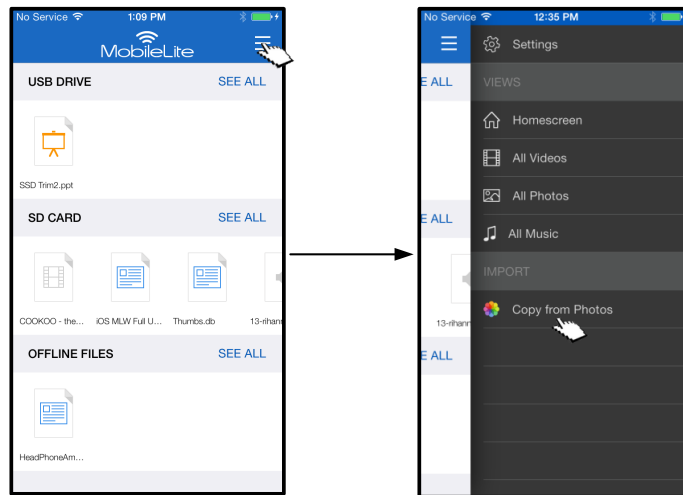 No Service 1:09 PM
MobileLite
USB DRIVE SEE ALL
SSD Trim2.ppt
SD CARD SEE ALL
COOKOO - the... iOS MLW Full U... Thumbs.db 13-rihann
OFFLINE FILES SEE ALL
HeadPhoneAm...
No Service 12:35 PM
Settings
E ALL VIEWS
Homescreen
All Videos
All Photos
E ALL
All Music
IMPORT
Copy from Photos
13-rihann
E ALL